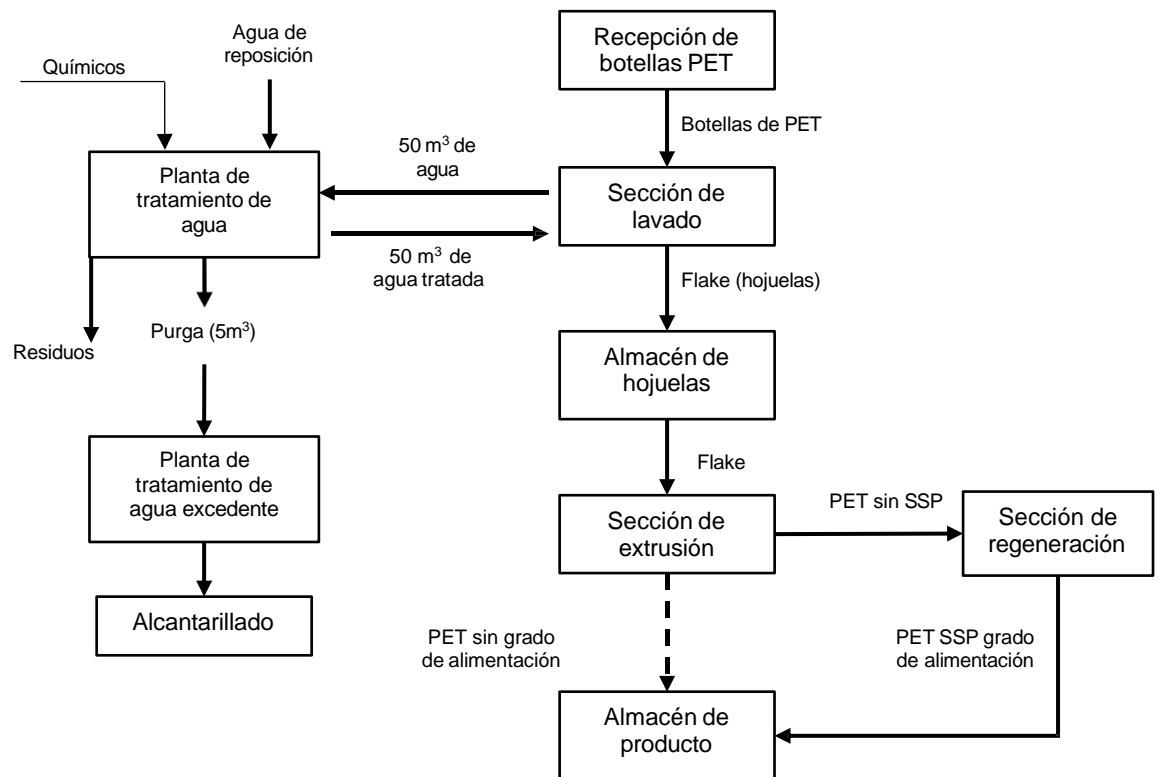 Agua de
reposición
Químicos
Recepción de
botellas PET
Botellas de PET
50 m³ de
agua
Planta de
tratamiento de
agua
Sección de
lavado
50 m³ de
agua tratada
Flake (hojuelas)
Purga (5m³)
Residuos
Almacén de
hojuelas
Flake
Planta de
tratamiento de
agua excedente
PET sin SSP
Sección de
extrusión
Sección de
regeneración
Alcantarillado
PET sin grado
de alimentación
PET SSP grado
de alimentación
Almacén de
producto